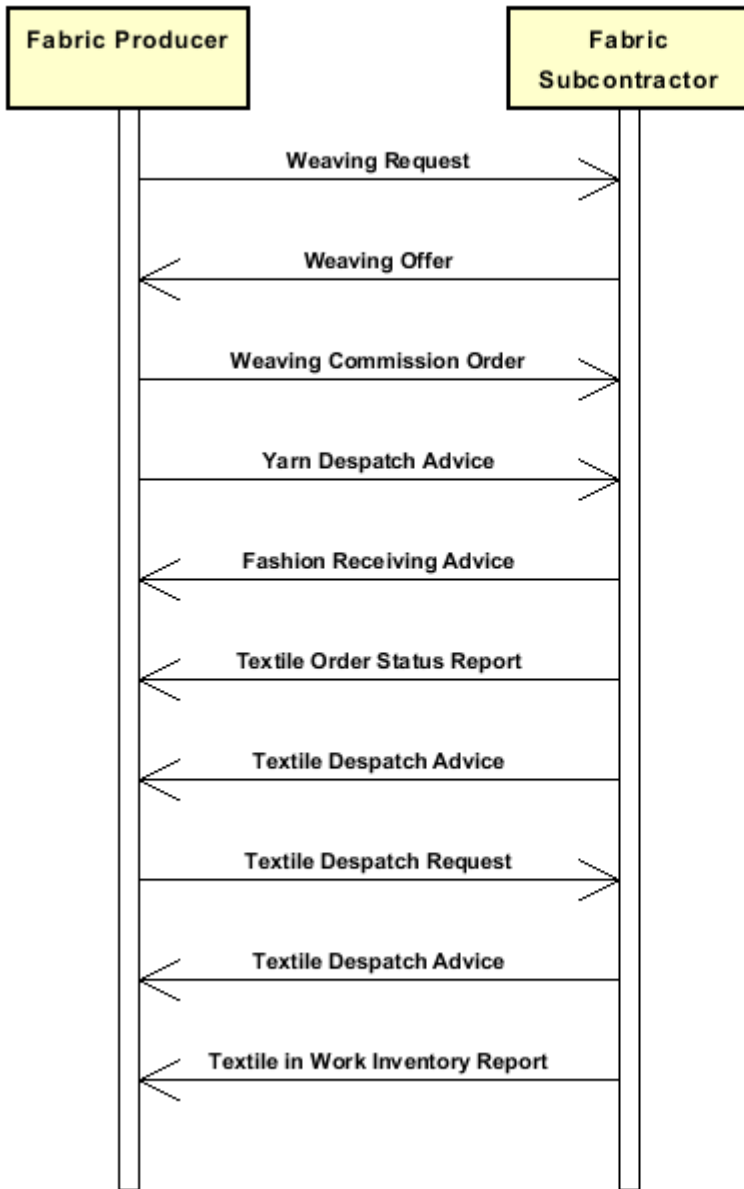 Fabric Producer
Fabric
Subcontractor
Weaving Request
Weaving Offer
Weaving Commission Order
Yarn Despatch Advice
Fashion Receiving Advice
Textile Order Status Report
Textile Despatch Advice
Textile Despatch Request
Textile Despatch Advice
Textile in Work Inventory Report